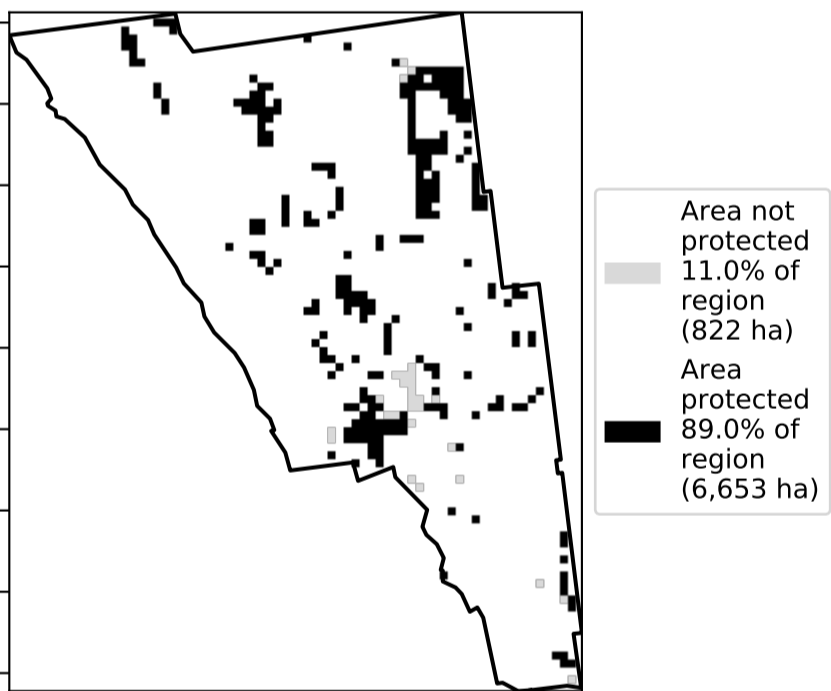 Area not
protected
11.0% of
region
(822 ha)
Area
protected
89.0% of
region
(6,653 ha)